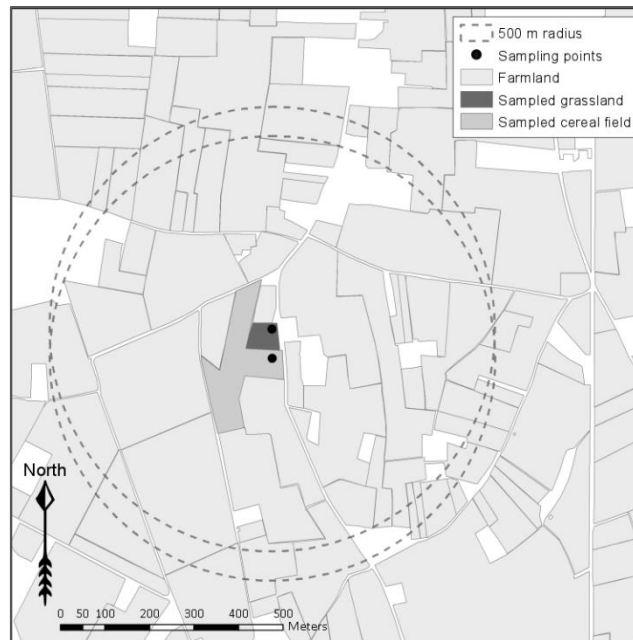 500 m radius
Sampling points
Farmland
Sampled grassland
Sampled cereal field
North
0 50 100 200 300 400 500
Meters